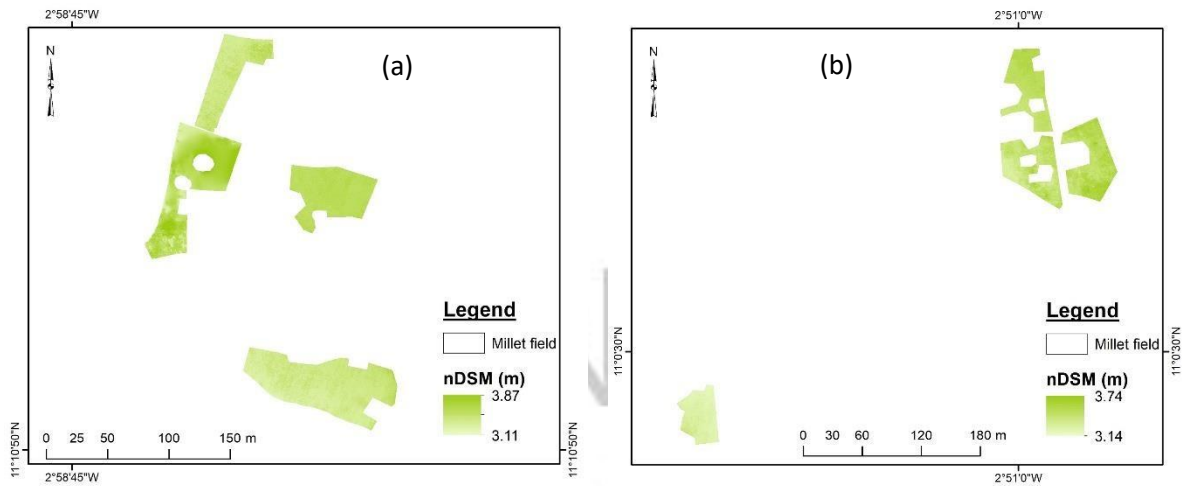 2°58'45"W
N
(a)
Legend
Millet field
nDSM (m)
3.87
3.11
0 25 50 100 150 m
11°10'50"N
11°10'50"N
2°58'45"W
2°51'0"W
N
(b)
Legend
Millet field
nDSM (m)
3.74
3.14
0 30 60 120 180 m
11°0'30"N
11°0'30"N
2°51'0"W